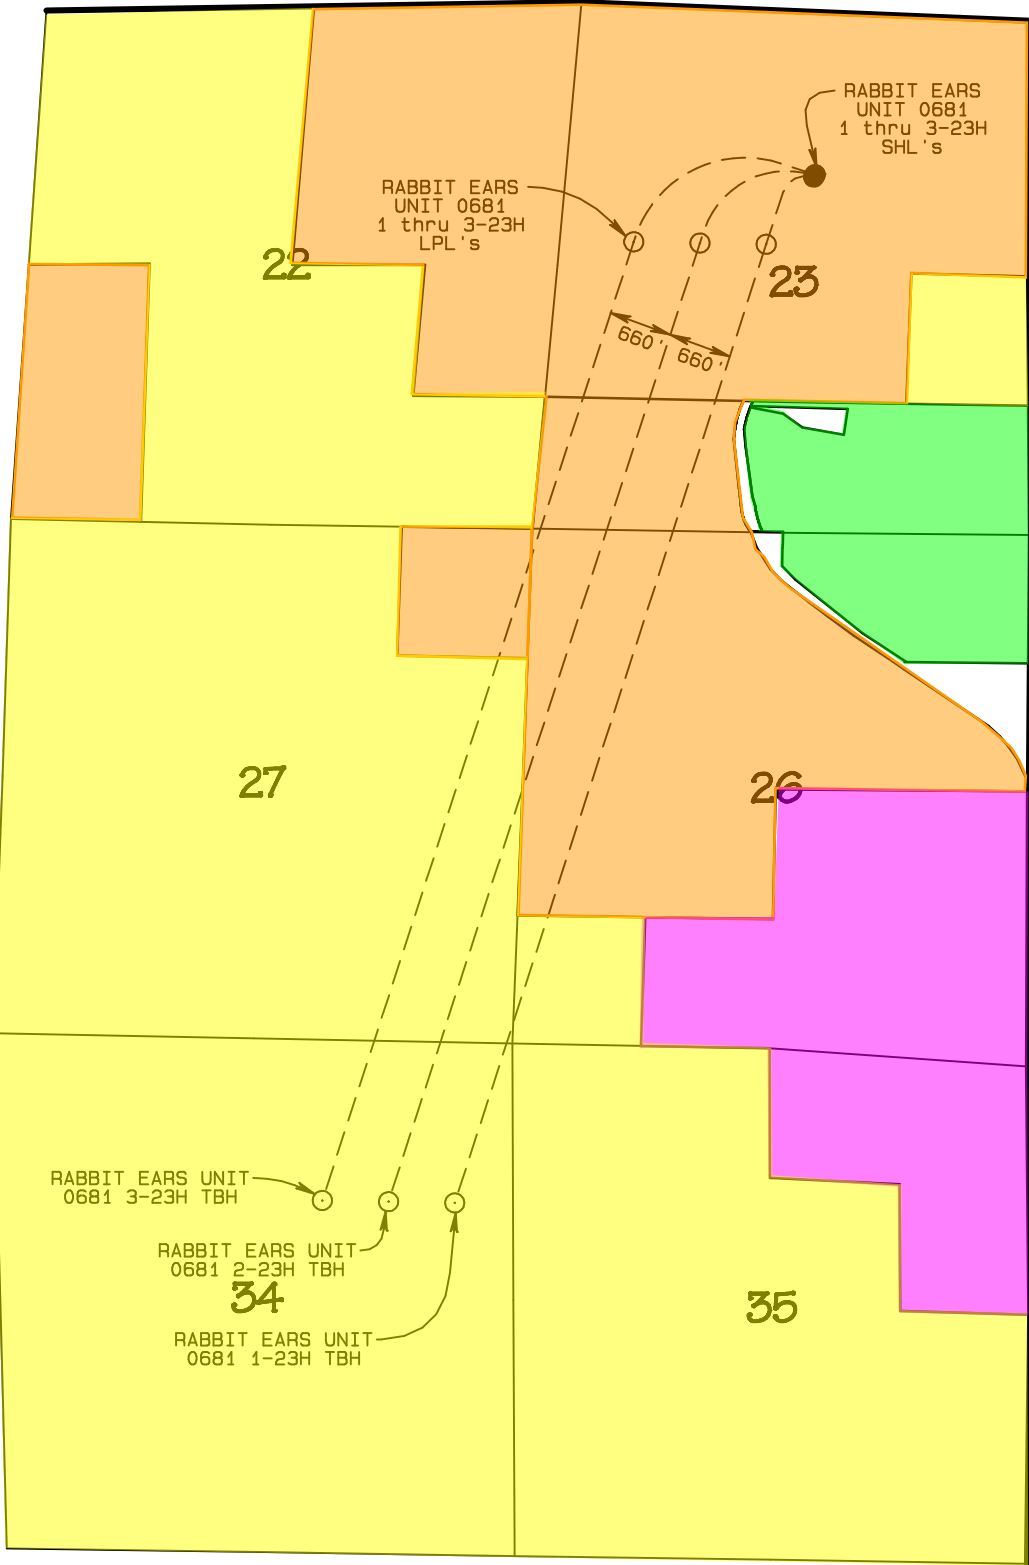 RABBIT EARS
UNIT 0681
1 thru 3-23H
SHL's
RABBIT EARS
UNIT 0681
1 thru 3-23H
LPL's
22
23
660'
660'
27
26
RABBIT EARS UNIT
0681 3-23H TBH
RABBIT EARS UNIT
0681 2-23H TBH
34
35
RABBIT EARS UNIT
0681 1-23H TBH